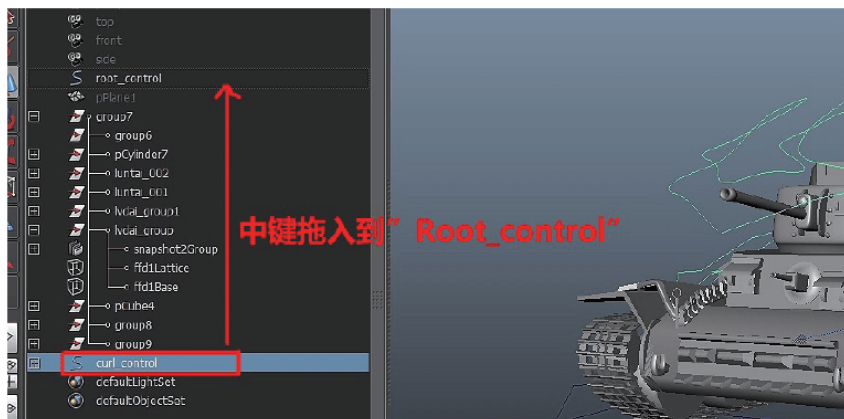 top
front
side
root_control
pPlane1
group7
group6
pCylinder7
luntai_002
luntai_001
lvdai_group1
lvdai_group
中键拖入到”Root_control”
snapshot2Group
ffd1Lattice
ffd1Base
pCube4
group8
group9
curl_control
defaultLightSet
defaultObjectSet